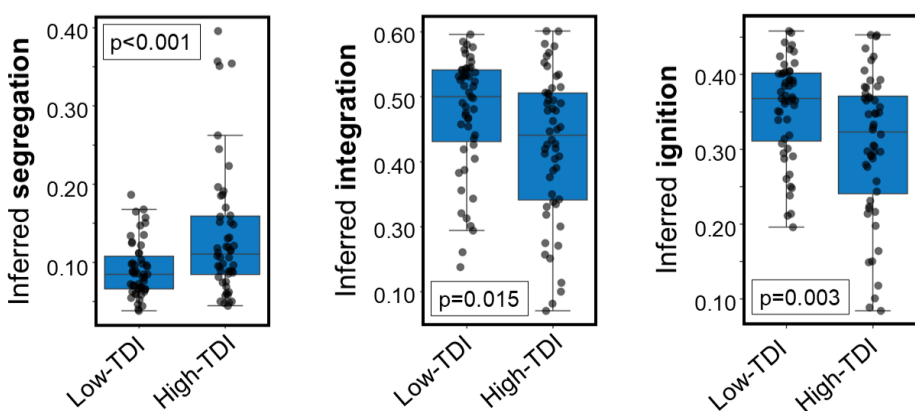 Inferred segregation
0.40
0.30
0.20
0.10
p<0.001
Low-TDI
High-TDI
Inferred integration
0.50
0.40
0.30
0.10
p=0.015
Low-TDI
High-TDI
Inferred ignition
0.40
0.30
0.20
0.10
p=0.003
Low-TDI
High-TDI